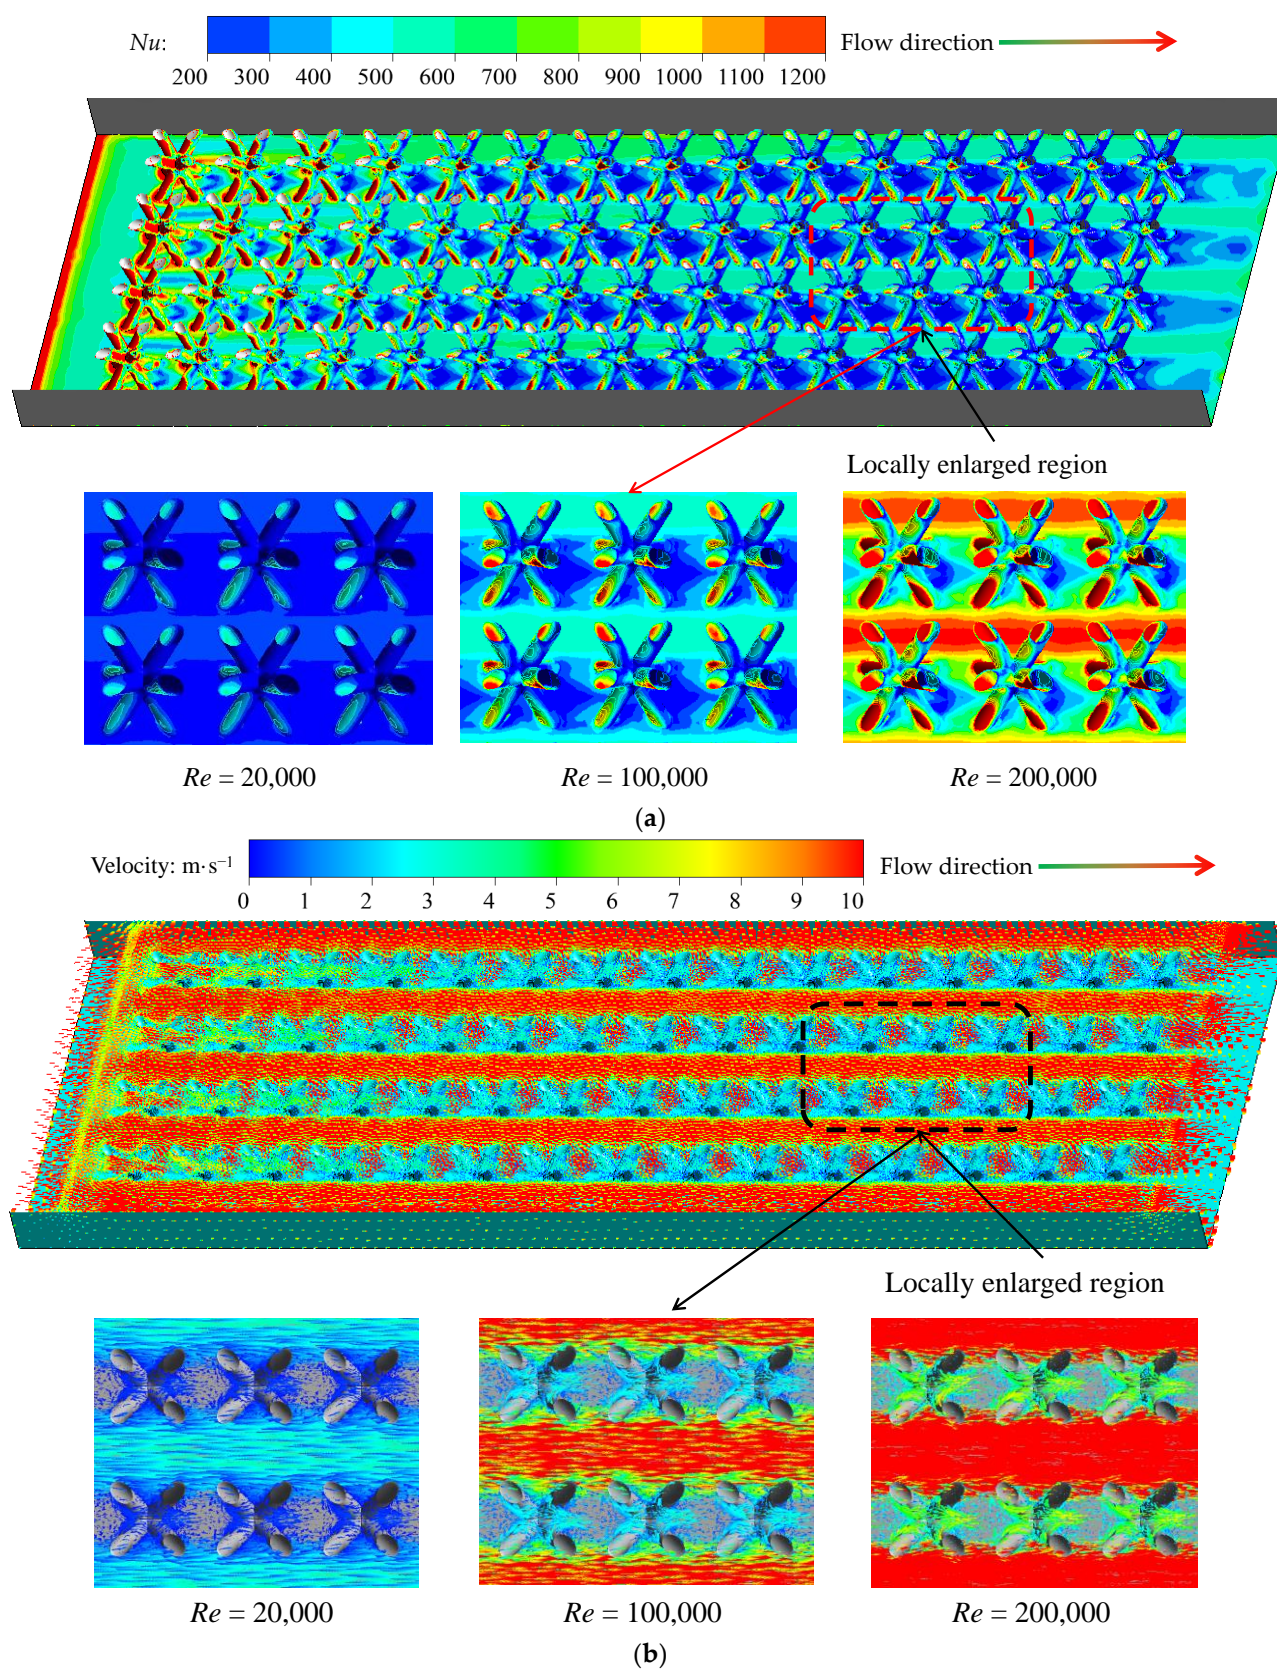 Nu: Flow direction
200 300 400 500 600 700 800 900 1000 1100 1200
Locally enlarged region
Re = 20,000 Re = 100,000 Re = 200,000
(a)
Velocity: m·s⁻¹ Flow direction
0 1 2 3 4 5 6 7 8 9 10
Locally enlarged region
Re = 20,000 Re = 100,000 Re = 200,000
(b)